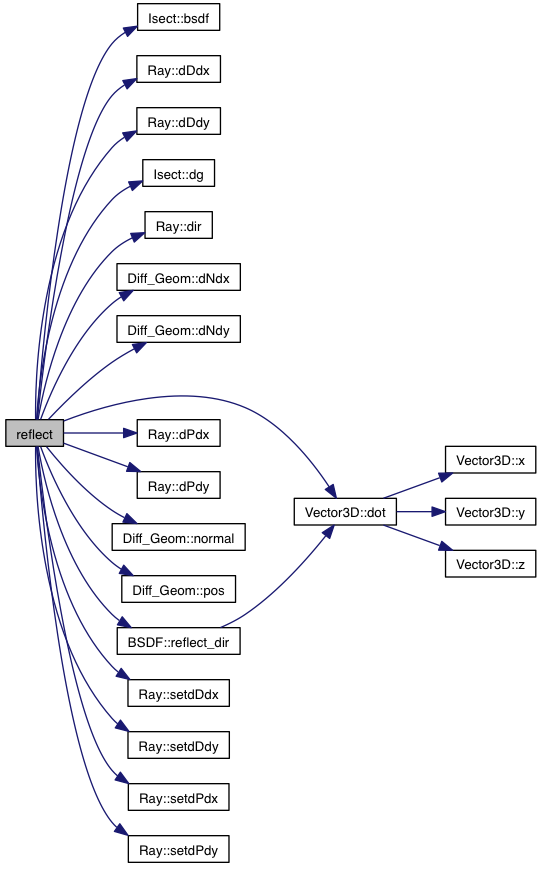 Isect::bsdf
Ray::dDdx
Ray::dDdy
Isect::dg
Ray::dir
Diff_Geom::dNdx
Diff_Geom::dNdy
reflect
Ray::dPdx
Ray::dPdy
Diff_Geom::normal
Diff_Geom::pos
BSDF::reflect_dir
Ray::setdDdx
Ray::setdDdy
Ray::setdPdx
Ray::setdPdy
Vector3D::dot
Vector3D::x
Vector3D::y
Vector3D::z